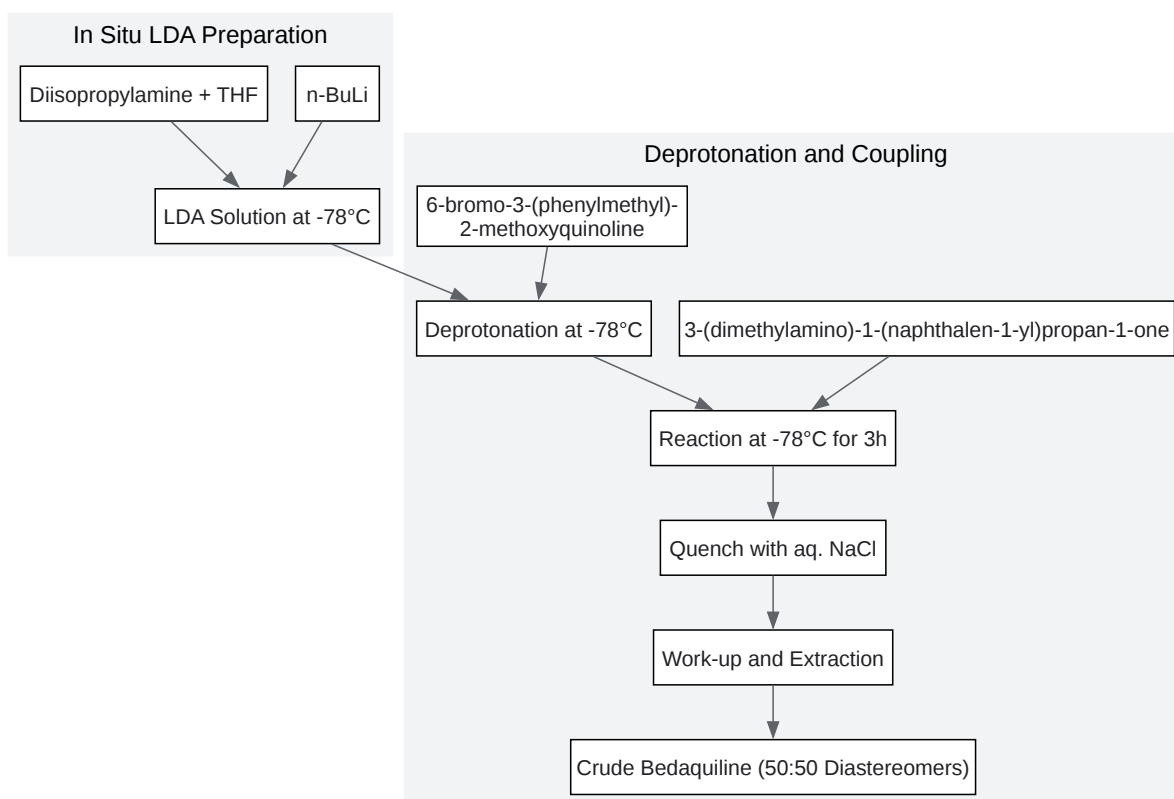 In Situ LDA Preparation
Diisopropylamine + THF
n-BuLi
LDA Solution at -78°C
Deprotonation and Coupling
6-bromo-3-(phenylmethyl)-
2-methoxyquinoline
Deprotonation at -78°C
3-(dimethylamino)-1-(naphthalen-1-yl)propan-1-one
Reaction at -78°C for 3h
Quench with aq. NaCl
Work-up and Extraction
Crude Bedaquiline (50:50 Diastereomers)